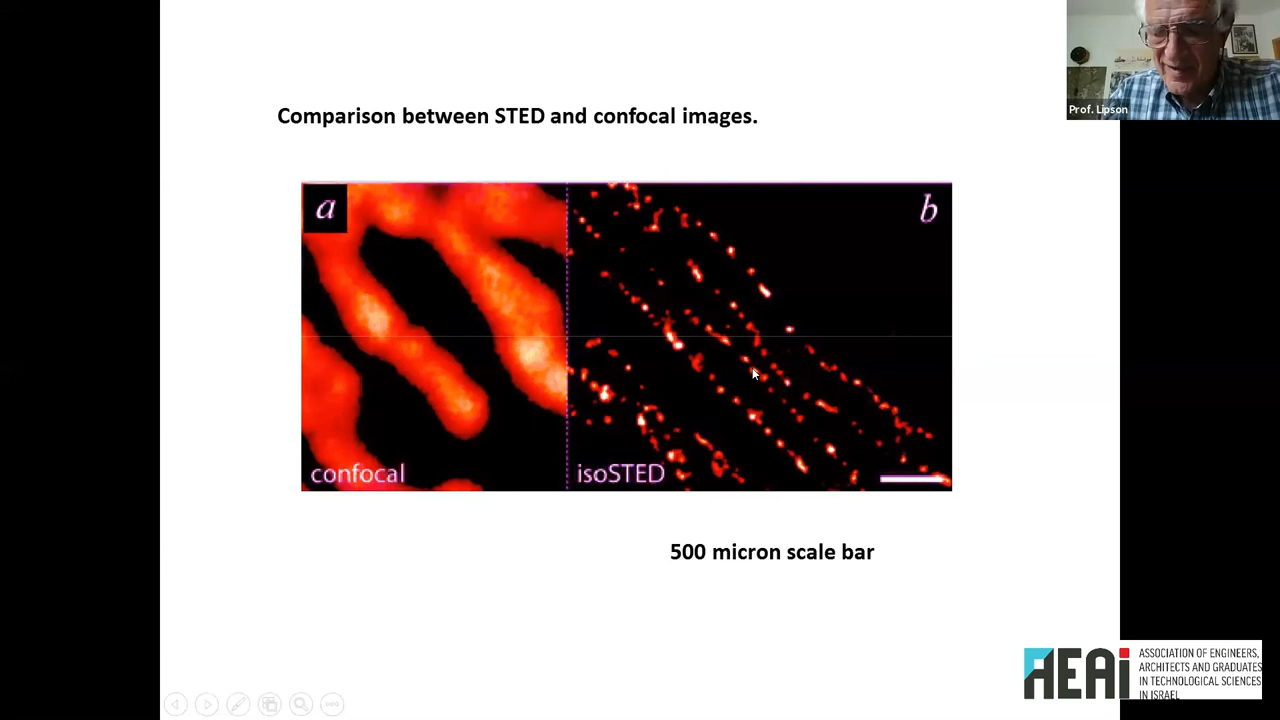 Prof. Lipson
Comparison between STED and confocal images.
a
b
confocal
isoSTED
500 micron scale bar
AEAi
ASSOCIATION OF ENGINEERS,
ARCHITECTS AND GRADUATES
IN TECHNOLOGICAL SCIENCES
IN ISRAEL